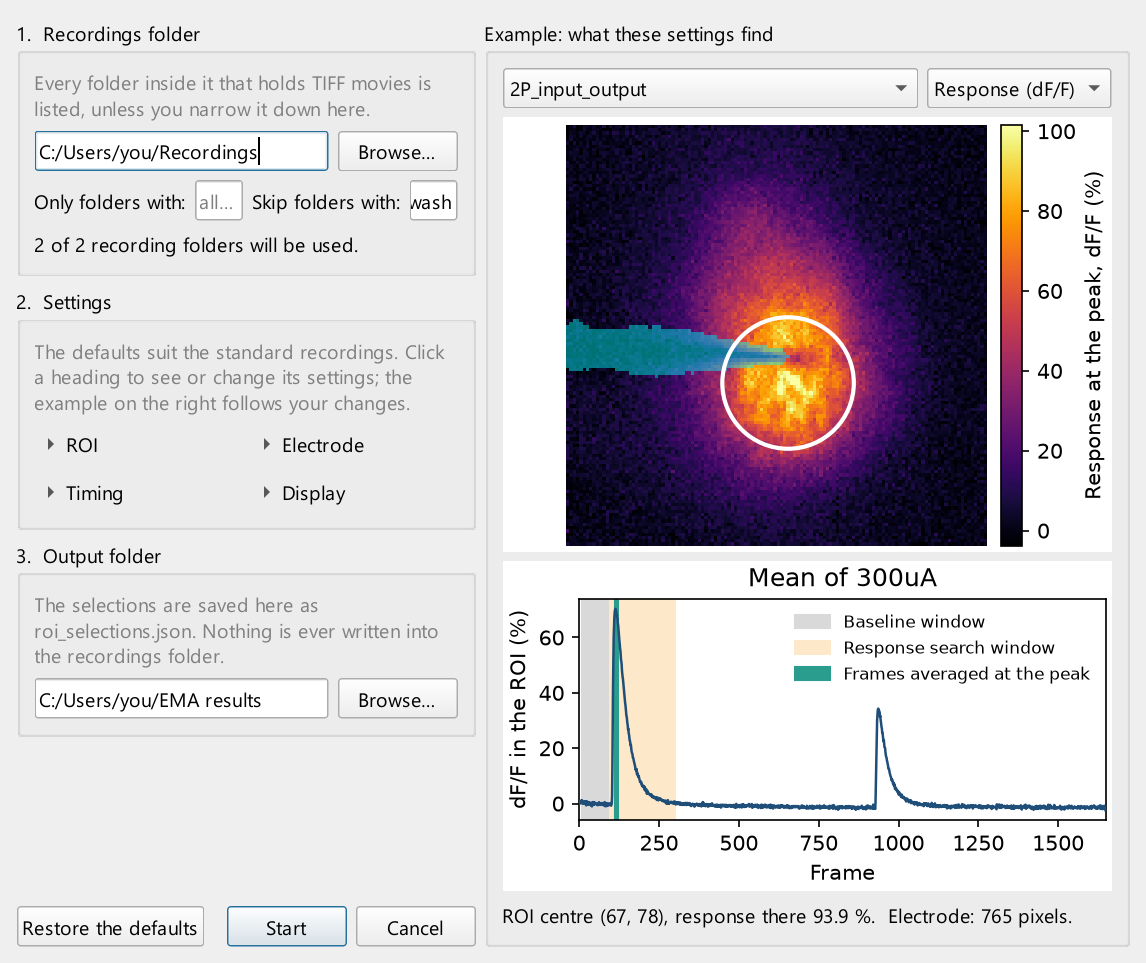 1.  Recordings folder
Every folder inside it that holds TIFF movies is
listed, unless you narrow it down here.
C:/Users/you/Recordings
Browse...
Only folders with:
all...
Skip folders with:
wash
2 of 2 recording folders will be used.
2.  Settings
The defaults suit the standard recordings. Click
a heading to see or change its settings; the
example on the right follows your changes.
ROI
Electrode
Timing
Display
3.  Output folder
The selections are saved here as
roi_selections.json. Nothing is ever written into
the recordings folder.
C:/Users/you/EMA results
Browse...
Restore the defaults
Start
Cancel
Example: what these settings find
2P_input_output
Response (dF/F)
100
80
60
40
20
0
Response at the peak, dF/F (%)
Mean of 300uA
Baseline window
Response search window
Frames averaged at the peak
dF/F in the ROI (%)
60
40
20
0
0
250
500
750
1000
1250
1500
Frame
ROI centre (67, 78), response there 93.9 %.  Electrode: 765 pixels.